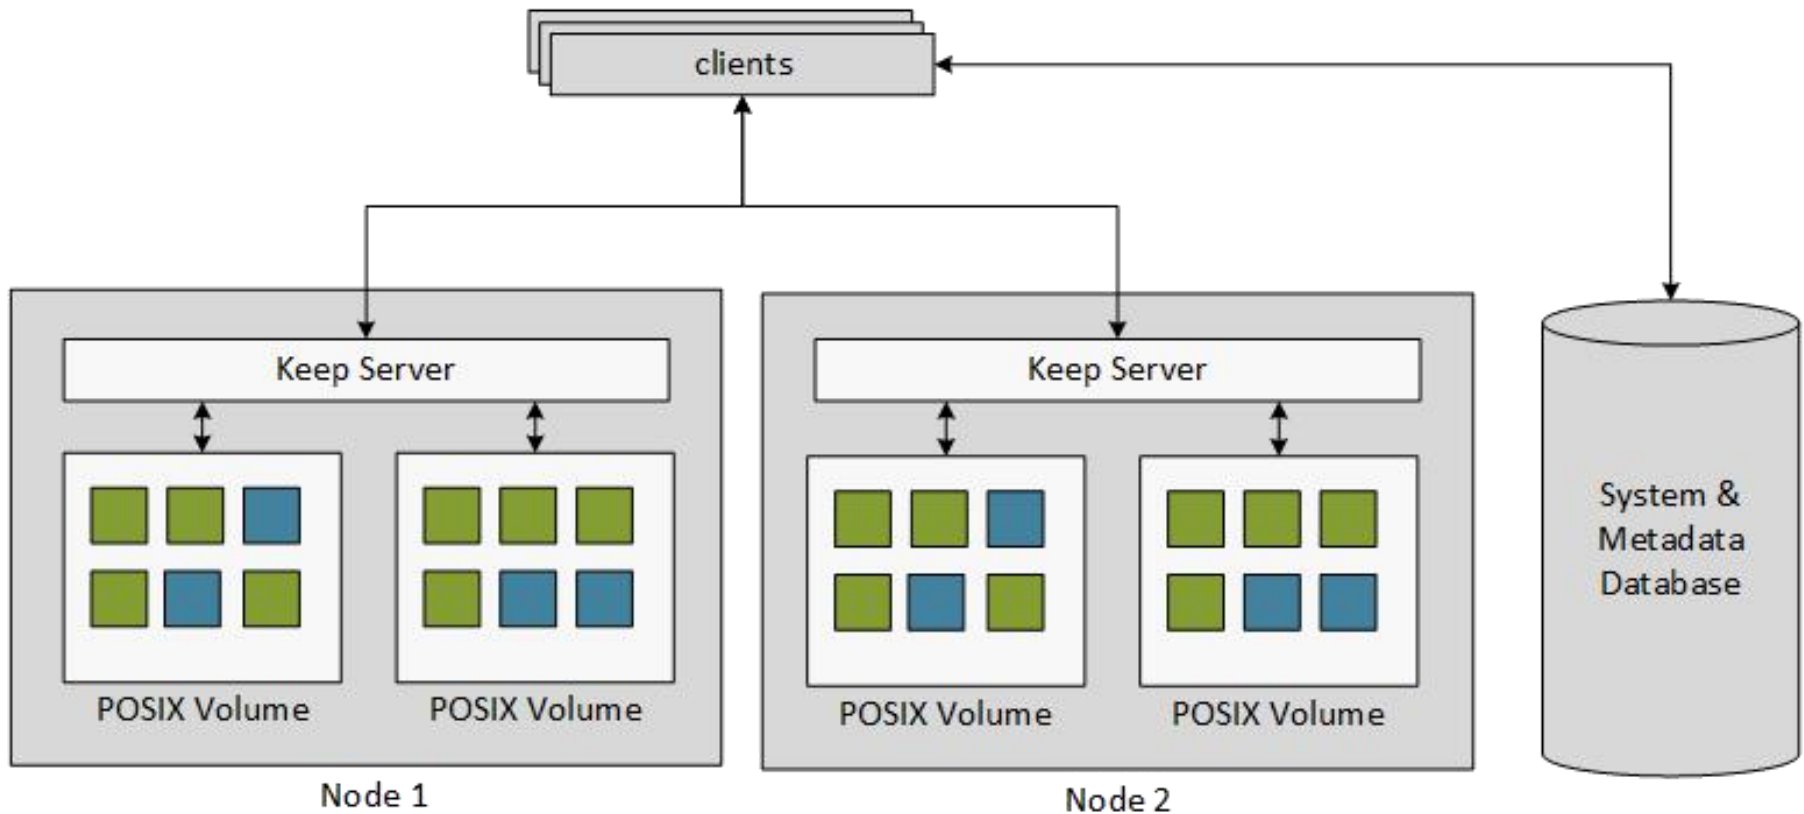 clients
Keep Server
Keep Server
POSIX Volume
POSIX Volume
POSIX Volume
POSIX Volume
System &
Metadata
Database
Node 1
Node 2